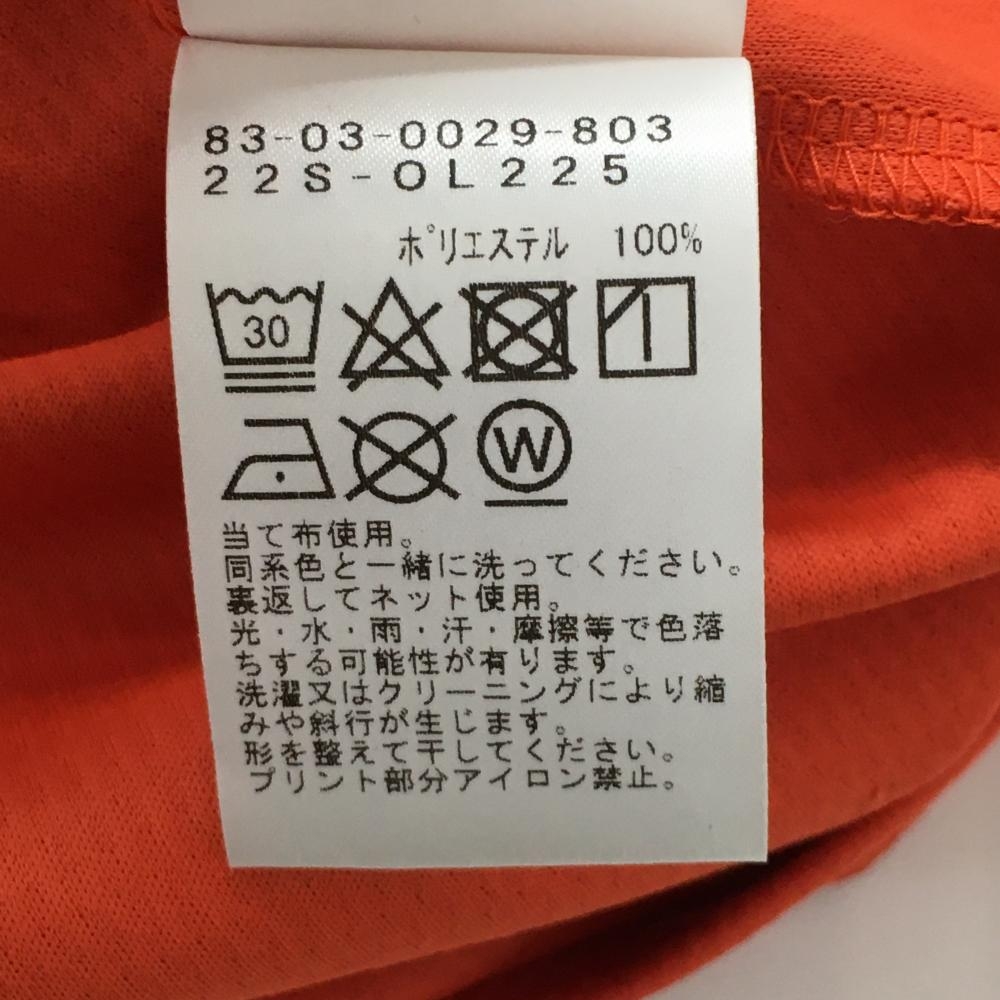 83-03-0029-803
22S-OL225
ポリエステル 100%
30
W
当て布使用。
同系色と一緒に洗ってください。
裏返してネット使用。
光・水・雨・汗・摩擦等で色落
ちする可能性が有ります。
洗濯又はクリーニングにより縮
みや斜行が生じます。
形を整えて干してください。
プリント部分アイロン禁止。